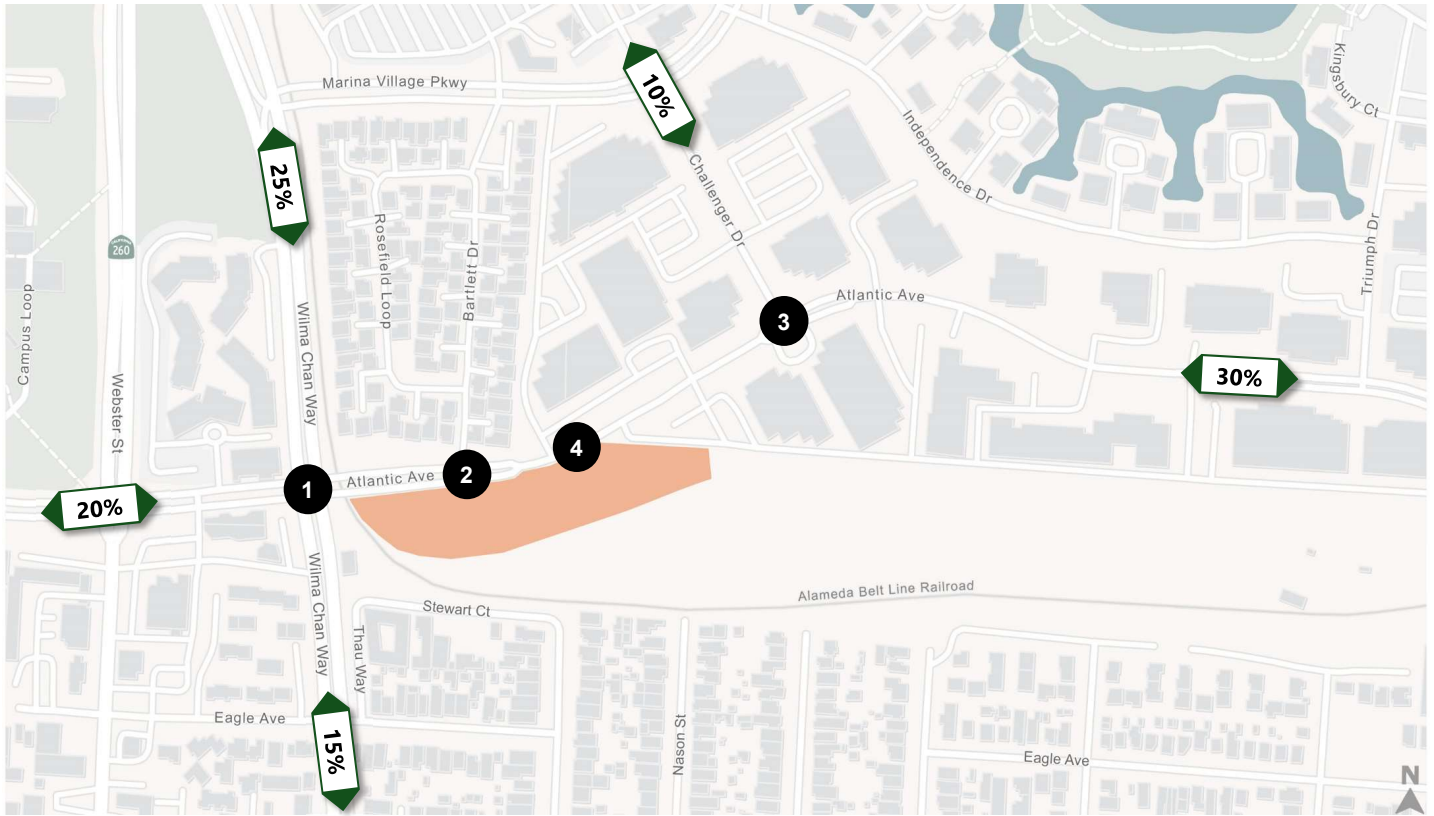 Kingsbury Ct
Marina Village Pkwy
10%
Independence Dr
25%
Challenger Dr
Rosefield Loop
Bartlett Dr
Triumph Dr
260
Campus Loop
Wilma Chan Way
Atlantic Ave
3
Webster St
30%
4
1
Atlantic Ave
2
20%
Wilma Chan Way
Alameda Belt Line Railroad
Stewart Ct
Thau Way
Eagle Ave
15%
Nason St
Eagle Ave
N